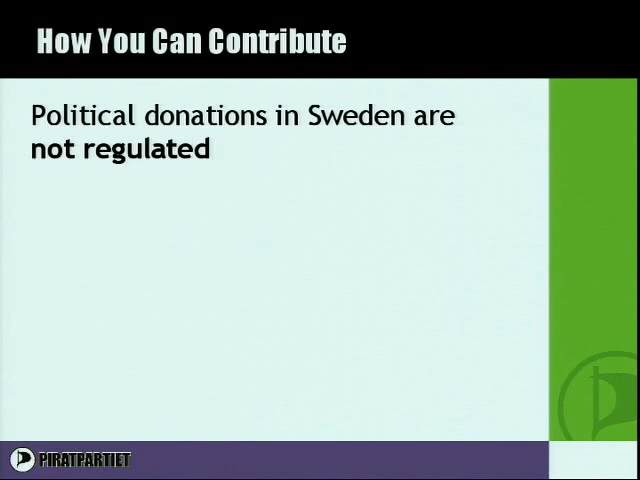 How You Can Contribute
Political donations in Sweden are
not regulated
PIRATPARTIET